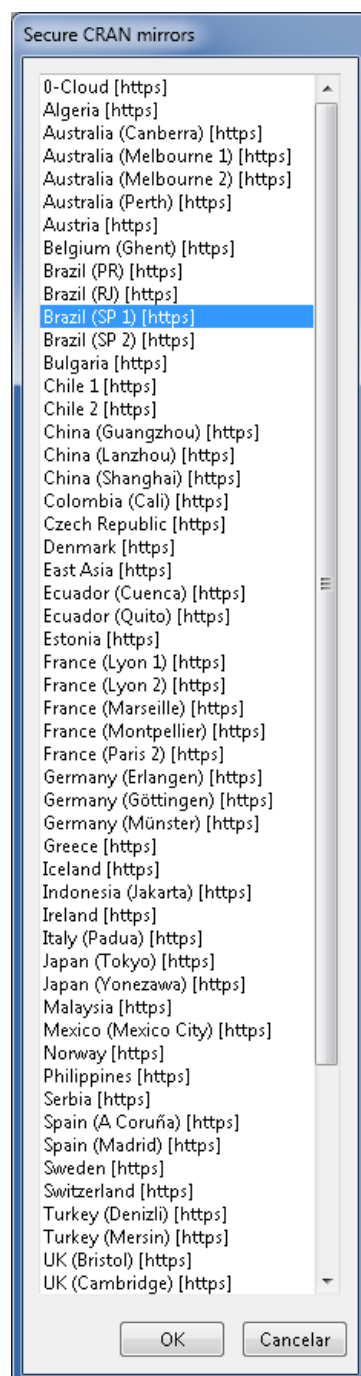 Secure CRAN mirrors
0-Cloud [https]
Algeria [https]
Australia (Canberra) [https]
Australia (Melbourne 1) [https]
Australia (Melbourne 2) [https]
Australia (Perth) [https]
Austria [https]
Belgium (Ghent) [https]
Brazil (PR) [https]
Brazil (RJ) [https]
Brazil (SP 1) [https]
Brazil (SP 2) [https]
Bulgaria [https]
Chile 1 [https]
Chile 2 [https]
China (Guangzhou) [https]
China (Lanzhou) [https]
China (Shanghai) [https]
Colombia (Cali) [https]
Czech Republic [https]
Denmark [https]
East Asia [https]
Ecuador (Cuenca) [https]
Ecuador (Quito) [https]
Estonia [https]
France (Lyon 1) [https]
France (Lyon 2) [https]
France (Marseille) [https]
France (Montpellier) [https]
France (Paris 2) [https]
Germany (Erlangen) [https]
Germany (Göttingen) [https]
Germany (Münster) [https]
Greece [https]
Iceland [https]
Indonesia (Jakarta) [https]
Ireland [https]
Italy (Padua) [https]
Japan (Tokyo) [https]
Japan (Yonezawa) [https]
Malaysia [https]
Mexico (Mexico City) [https]
Norway [https]
Philippines [https]
Serbia [https]
Spain (A Coruña) [https]
Spain (Madrid) [https]
Sweden [https]
Switzerland [https]
Turkey (Denizli) [https]
Turkey (Mersin) [https]
UK (Bristol) [https]
UK (Cambridge) [https]
OK Cancelar